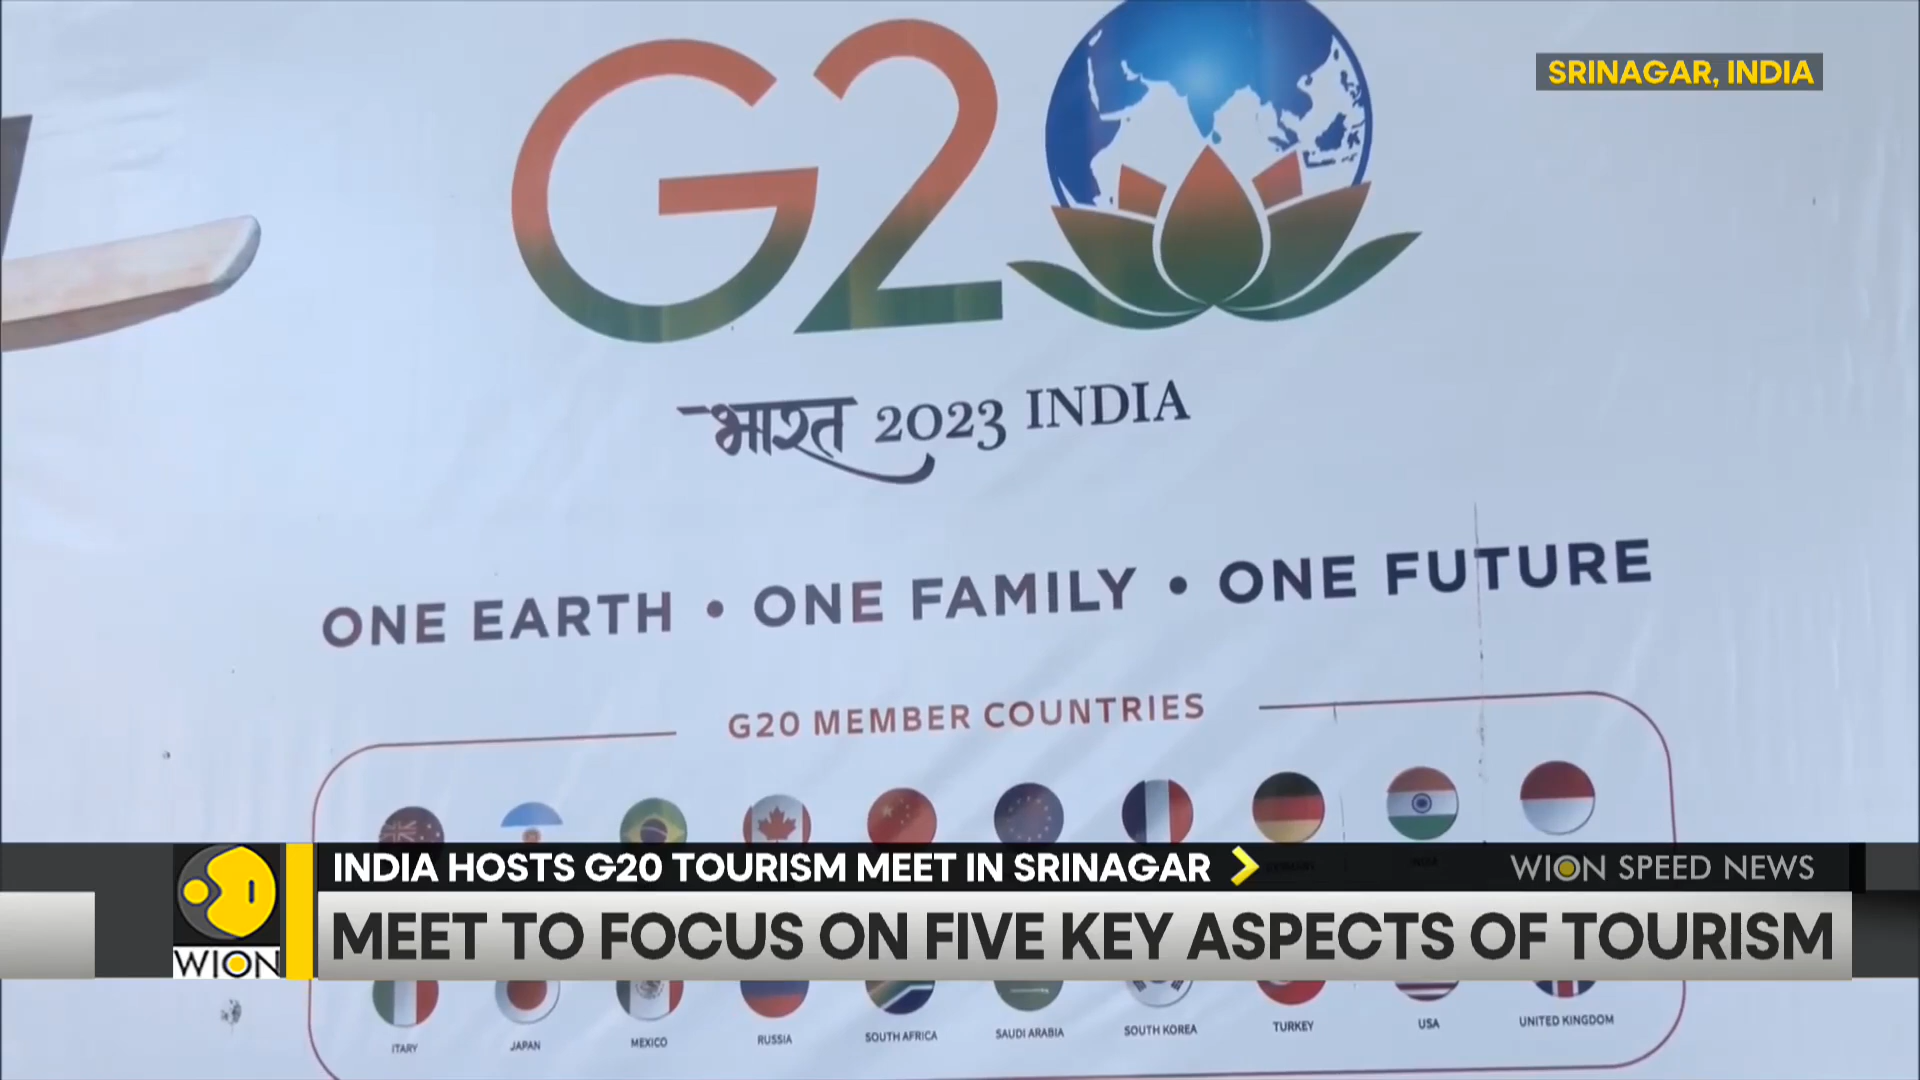 G20
SRINAGAR, INDIA
भारत 2023 INDIA
ONE EARTH • ONE FAMILY • ONE FUTURE
G20 MEMBER COUNTRIES
INDIA HOSTS G20 TOURISM MEET IN SRINAGAR
WION SPEED NEWS
MEET TO FOCUS ON FIVE KEY ASPECTS OF TOURISM
WION
ITARY JAPAN MEXICO RUSSIA SOUTH AFRICA SAUDI ARABIA SOUTH KOREA TURKEY USA UNITED KINGDOM